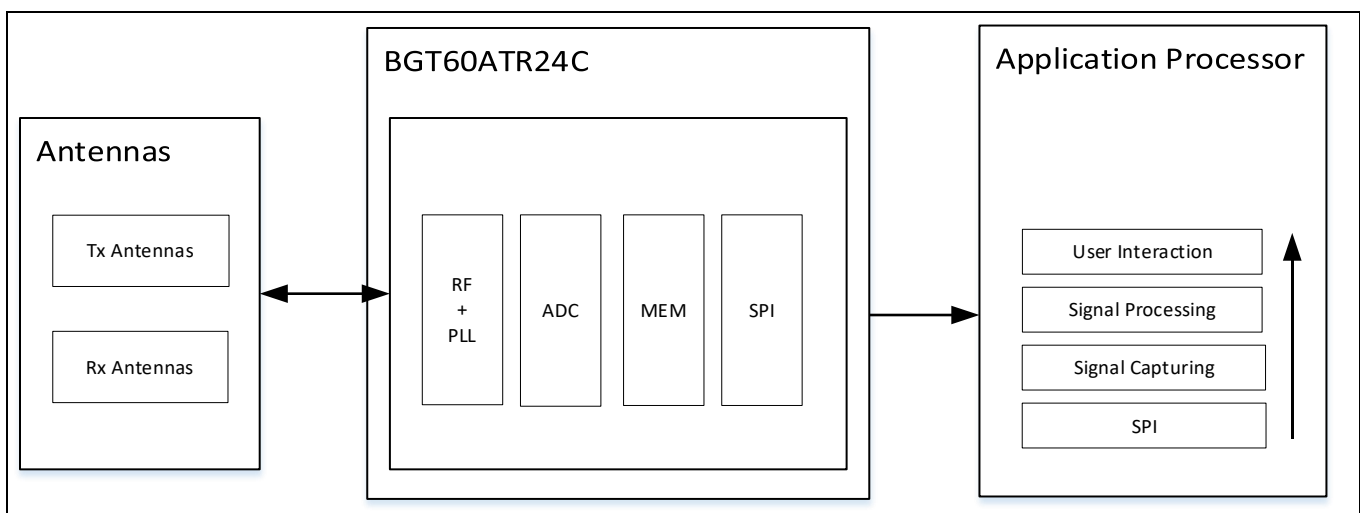 Antennas
Tx Antennas
Rx Antennas
BGT60ATR24C
RF
+
PLL
ADC
MEM
SPI
Application Processor
User Interaction
Signal Processing
Signal Capturing
SPI